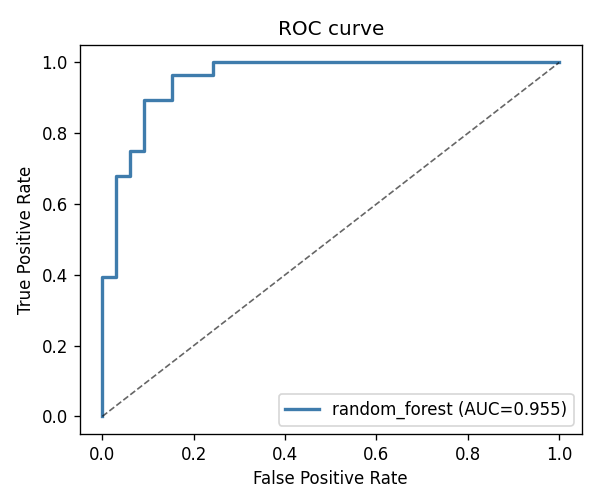 ROC curve
True Positive Rate
1.0
0.8
0.6
0.4
0.2
0.0
random_forest (AUC=0.955)
0.0 0.2 0.4 0.6 0.8 1.0
False Positive Rate